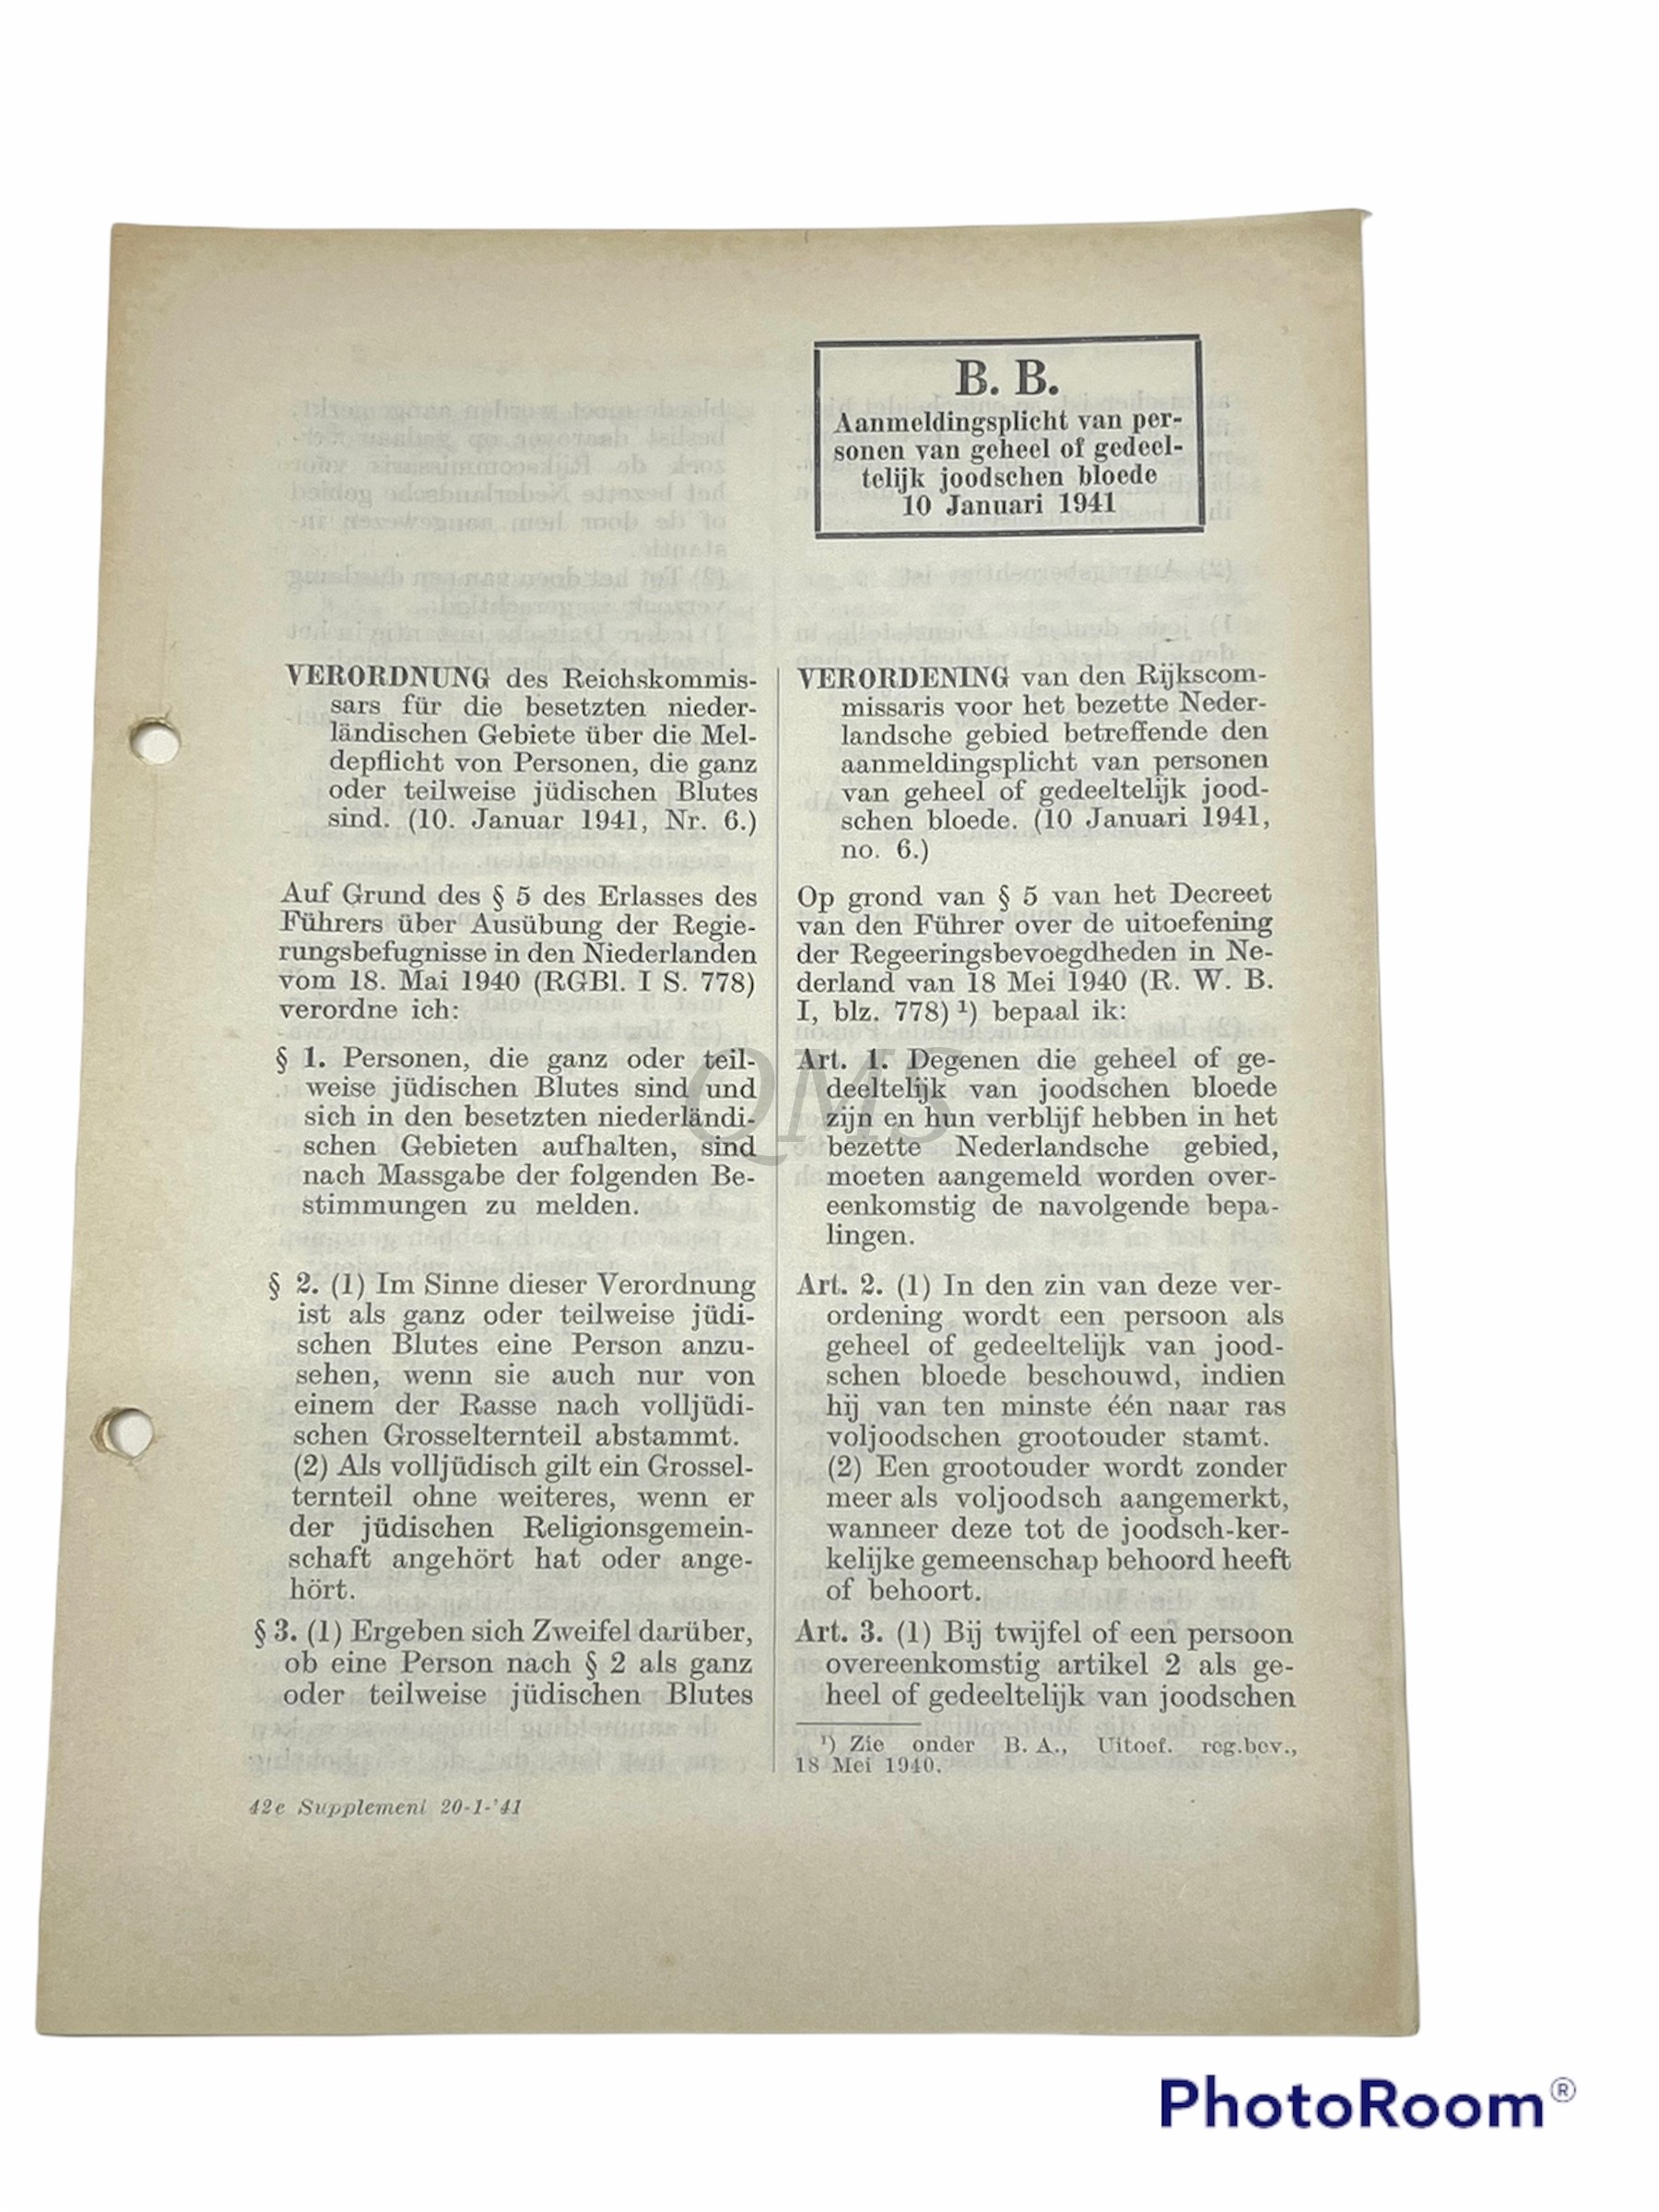 B. B.
Aanmeldingsplicht van per-
sonen van geheel of gedeel-
telijk joodschen bloede
10 Januari 1941
VERORDNUNG des Reichskommis-
sars für die besetzten nieder-
ländischen Gebiete über die Mel-
depflicht von Personen, die ganz
oder teilweise jüdischen Blutes
sind. (10. Januar 1941, Nr. 6.)
Auf Grund des § 5 des Erlasses des
Führers über Ausübung der Regie-
rungsbefugnisse in den Niederlanden
vom 18. Mai 1940 (RGBl. I S. 778)
verordne ich:
§ 1. Personen, die ganz oder teil-
weise jüdischen Blutes sind und
sich in den besetzten niederländi-
schen Gebieten aufhalten, sind
nach Massgabe der folgenden Be-
stimmungen zu melden.
§ 2. (1) Im Sinne dieser Verordnung
ist als ganz oder teilweise jüdi-
schen Blutes eine Person anzu-
sehen, wenn sie auch nur von
einem der Rasse nach volljüdi-
schen Grosselternteil abstammt.
(2) Als volljüdisch gilt ein Grossel-
ternteil ohne weiteres, wenn er
der jüdischen Religionsgemein-
schaft angehört hat oder ange-
hört.
§ 3. (1) Ergeben sich Zweifel darüber,
ob eine Person nach § 2 als ganz
oder teilweise jüdischen Blutes
VERORDENING van den Rijkscom-
missaris voor het bezette Neder-
landsche gebied betreffende den
aanmeldingsplicht van personen
van geheel of gedeeltelijk jood-
schen bloede. (10 Januari 1941,
no. 6.)
Op grond van § 5 van het Decreet
van den Führer over de uitoefening
der Regeeringsbevoegdheden in Ne-
derland van 18 Mei 1940 (R. W. B.
I, blz. 778) ¹) bepaal ik:
Art. 1. Degenen die geheel of ge-
deeltelijk van joodschen bloede
zijn en hun verblijf hebben in het
bezette Nederlandsche gebied,
moeten aangemeld worden over-
eenkomstig de navolgende bepa-
lingen.
Art. 2. (1) In den zin van deze ver-
ordening wordt een persoon als
geheel of gedeeltelijk van jood-
schen bloede beschouwd, indien
hij van ten minste één naar ras
voljoodschen grootouder stamt.
(2) Een grootouder wordt zonder
meer als voljoodsch aangemerkt,
wanneer deze tot de joodsch-ker-
kelijke gemeenschap behoord heeft
of behoort.
Art. 3. (1) Bij twijfel of een persoon
overeenkomstig artikel 2 als ge-
heel of gedeeltelijk van joodschen
¹) Zie onder B. A., Uitoef. reg.bev.,
18 Mei 1940.
42e Supplement 20-1-'41
QMS
PhotoRoom®